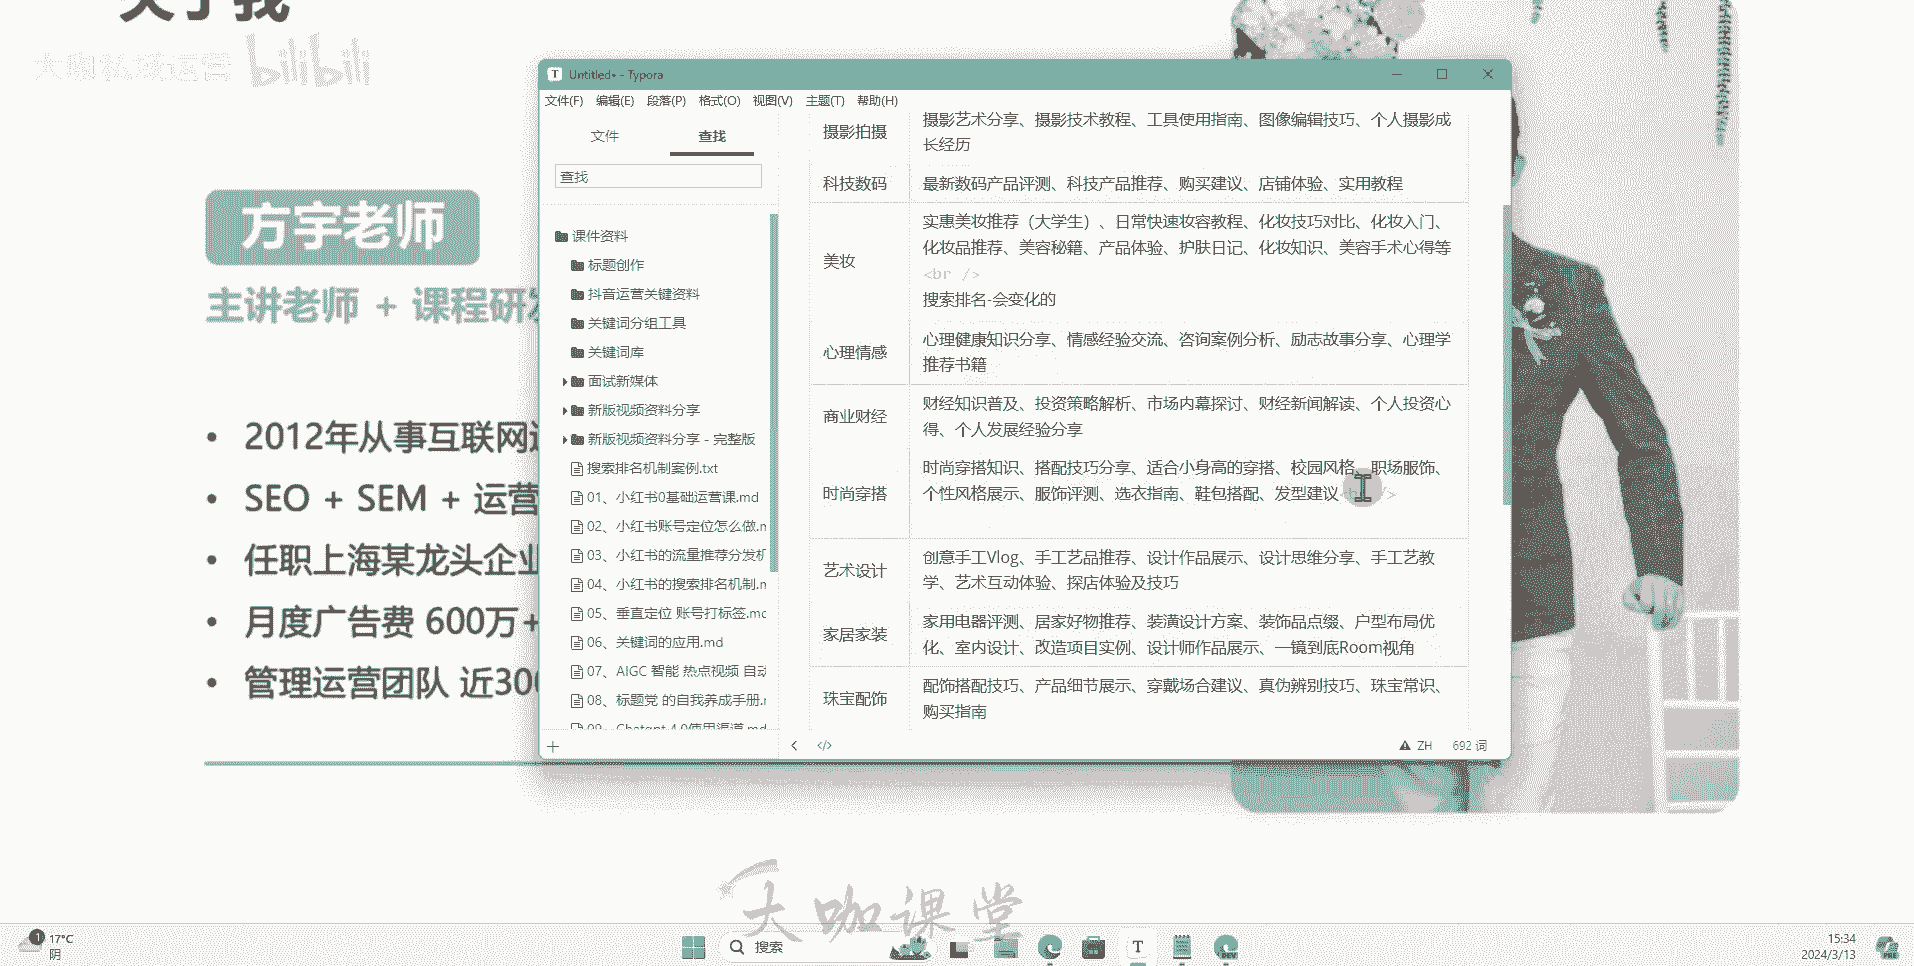 关于我
大咖私域运营 bilibili
方宇老师
主讲老师 + 课程研发
2012年从事互联网
SEO + SEM + 运营
任职上海某龙头企业
月度广告费 600万+
管理运营团队 近300
Untitled• - Typora
文件(F) 编辑(E) 段落(P) 格式(O) 视图(V) 主题(T) 帮助(H)
文件 查找
查找
课件资料
标题创作
抖音运营关键资料
关键词分组工具
关键词库
面试新媒体
新版视频资料分享
新版视频资料分享 - 完整版
搜索排名机制案例.txt
01、小红书0基础运营课.md
02、小红书账号定位怎么做.m
03、小红书的流量推荐分发机
04、小红书的搜索排名机制.m
05、垂直定位 账号打标签.mc
06、关键词的应用.md
07、AIGC 智能 热点视频 自动
08、标题党 的自我养成手册.r
09、Chatgpt 4.0使用渠道.md
摄影拍摄
摄影艺术分享、摄影技术教程、工具使用指南、图像编辑技巧、个人摄影成
长经历
科技数码
最新数码产品评测、科技产品推荐、购买建议、店铺体验、实用教程
美妆
实惠美妆推荐（大学生）、日常快速妆容教程、化妆技巧对比、化妆入门、
化妆品推荐、美容秘籍、产品体验、护肤日记、化妆知识、美容手术心得等
<br />
搜索排名-会变化的
心理情感
心理健康知识分享、情感经验交流、咨询案例分析、励志故事分享、心理学
推荐书籍
商业财经
财经知识普及、投资策略解析、市场内幕探讨、财经新闻解读、个人投资心
得、个人发展经验分享
时尚穿搭
时尚穿搭知识、搭配技巧分享、适合小身高的穿搭、校园风格、职场服饰、
个性风格展示、服饰评测、选衣指南、鞋包搭配、发型建议<br />
艺术设计
创意手工Vlog、手工艺品推荐、设计作品展示、设计思维分享、手工艺教
学、艺术互动体验、探店体验及技巧
家居家装
家用电器评测、居家好物推荐、装潢设计方案、装饰品点缀、户型布局优
化、室内设计、改造项目实例、设计师作品展示、一镜到底Room视角
珠宝配饰
配饰搭配技巧、产品细节展示、穿戴场合建议、真伪辨别技巧、珠宝常识、
购买指南
</> ZH 692 词
大咖课堂
1 17°C
阴
搜索
T
DEV
15:34
2024/3/13
PRE